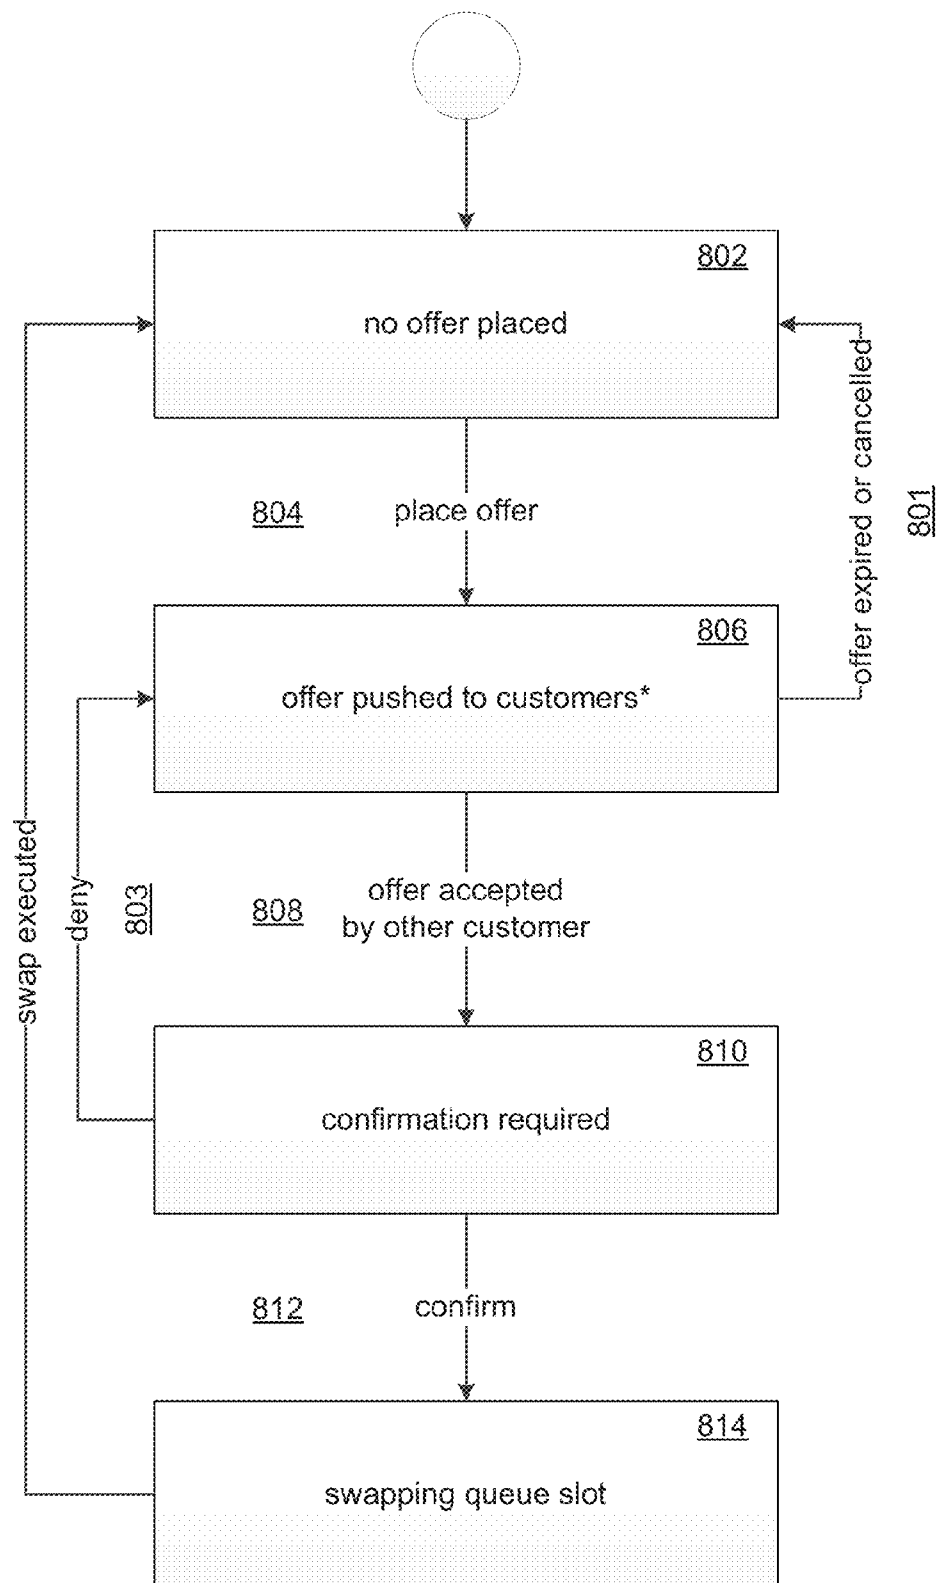 802
no offer placed
offer expired or cancelled
801
804
place offer
806
offer pushed to customers*
swap executed
deny
803
808
offer accepted
by other customer
810
confirmation required
812
confirm
814
swapping queue slot